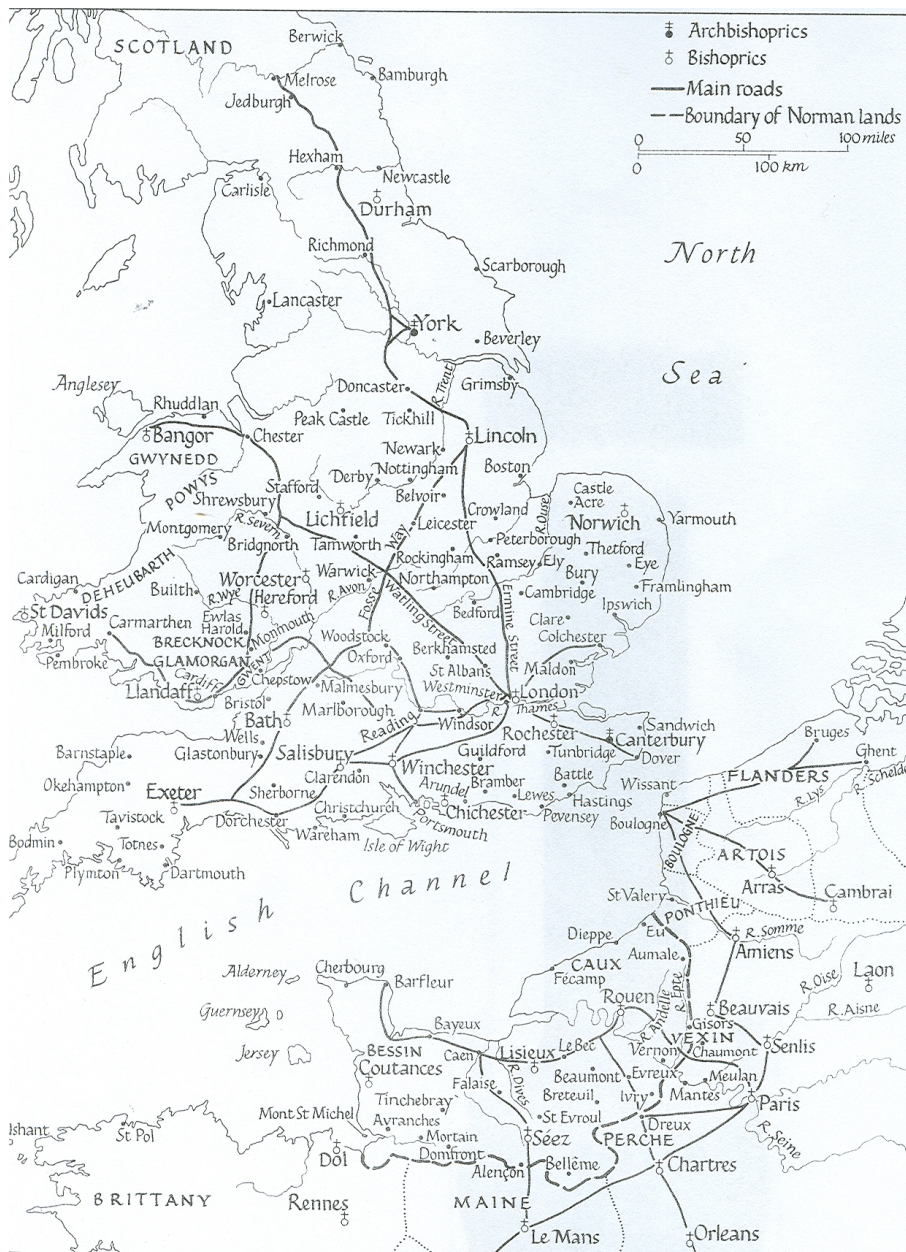 SCOTLAND
Berwick
Archbishoprics
Bishoprics
Main roads
Boundary of Norman lands
0 50 100 miles
0 100 km
Melrose
Bamburgh
Jedburgh
Hexham
Newcastle
Carlisle
Durham
Richmond
North
Sea
Scarborough
Lancaster
York
Beverley
Anglesey
Doncaster
R. Trent
Grimsby
Rhuddlan
Peak Castle
Tickhill
Bangor
Chester
Lincoln
GWYNEDD
Newark
POWYS
Derby
Nottingham
Boston
Stafford
Shrewsbury
Belvoir
Castle
Acre
Lichfield
Crowland
R. Ouse
Norwich
Yarmouth
Montgomery
R. Severn
Leicester
Bridgnorth
Tamworth
Peterborough
Thetford
DEHEUBARTH
Rockingham
Ramsey
Ely
Eye
Cardigan
Worcester
Warwick
Bury
Builth
R. Wye
Hereford
R. Avon
Northampton
Cambridge
Framlingham
St Davids
Fosse Way
Watling Street
Bedford
Ermine Street
Ipswich
Milford
Carmarthen
Ewlas
Harold
Monmouth
Clare
BRECKNOCK
Woodstock
Colchester
Pembroke
GLAMORGAN
GWENT
Oxford
Berkhamsted
Cardiff
Chepstow
St Albans
Maldon
Llandaff
Malmesbury
Westminster
London
Bristol
Marlborough
R. Thames
Bath
Reading
Windsor
Rochester
Sandwich
Wells
Canterbury
Barnstaple
Glastonbury
Salisbury
Guildford
Tunbridge
Dover
Bruges
Ghent
Clarendon
Winchester
Wissant
FLANDERS
R. Schelde
Okehampton
Exeter
Sherborne
Arundel
Bramber
Battle
R. Lys
Christchurch
Chichester
Lewes
Hastings
Tavistock
Dorchester
Portsmouth
Pevensey
Boulogne
BOULOGNE
Wareham
Isle of Wight
Bodmin
Totnes
ARTOIS
Plympton
Dartmouth
Arras
Cambrai
English Channel
St Valery
PONTHIEU
Dieppe
Eu
R. Somme
Amiens
Alderney
Cherbourg
Barfleur
CAUX
Aumale
Laon
Fécamp
R. Epte
R. Oise
Guernsey
Rouen
R. Andelle
Beauvais
R. Aisne
Bayeux
Gisors
Jersey
BESSIN
Caen
Lisieux
Le Bec
VEXIN
Senlis
Coutances
Vernon
Chaumont
Falaise
R. Dives
Beaumont
Evreux
Meulan
Tinchebray
Breteuil
Ivry
Mantes
Paris
Mont St Michel
Avranches
St Evroul
Dreux
R. Seine
shant
St Pol
Mortain
Séez
PERCHE
Dol
Domfront
Alençon
Bellême
Chartres
BRITTANY
Rennes
MAINE
Le Mans
Orleans